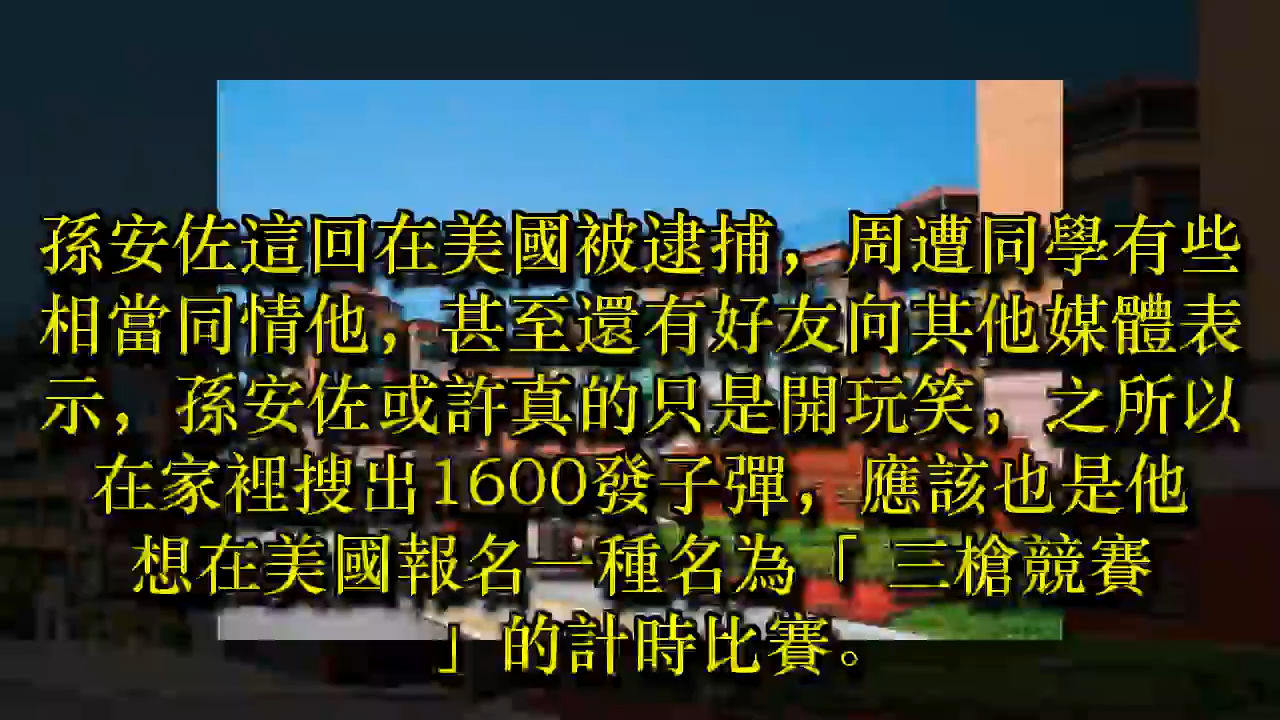 孫安佐這回在美國被逮捕，周遭同學有些
相當同情他，甚至還有好友向其他媒體表
示，孫安佐或許真的只是開玩笑，之所以
在家裡搜出1600發子彈，應該也是他
想在美國報名一種名為「 三槍競賽
」的計時比賽。